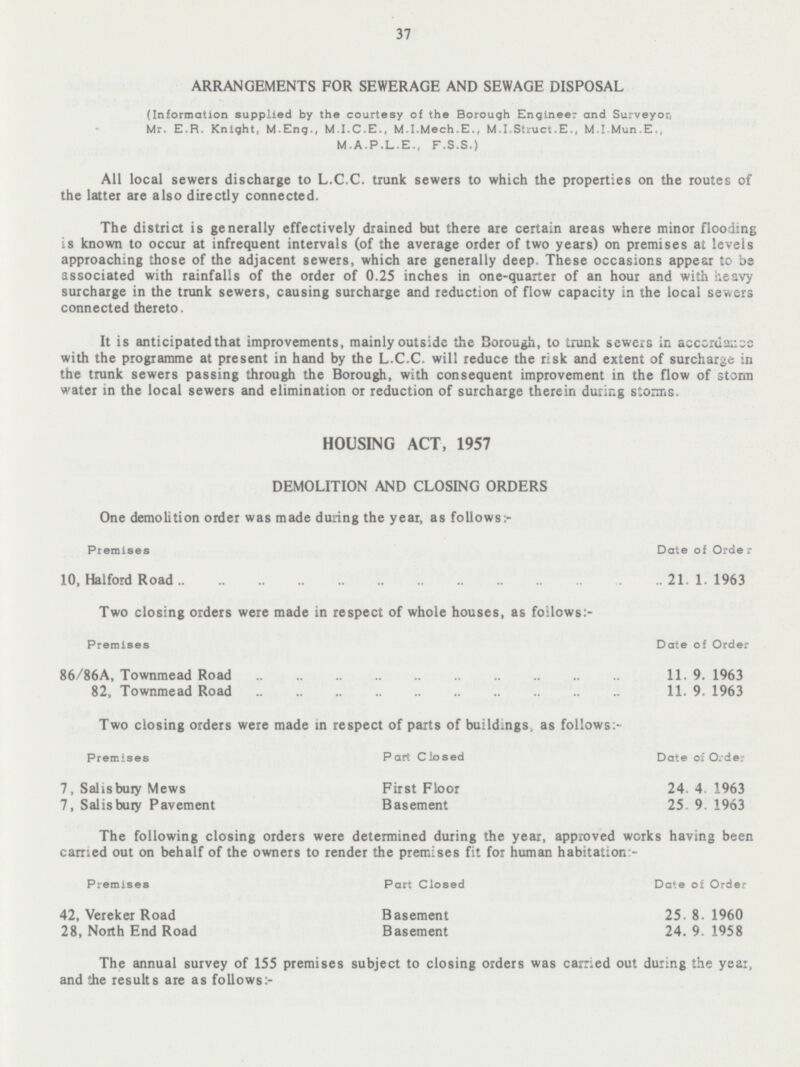 37
ARRANGEMENTS FOR SEWERAGE AND SEWAGE DISPOSAL
(Information supplied by the courtesy of the Borough Engineer and Surveyor,
Mr. E.R. Knight, M.Eng., M.I.C.E., M.I.Mech.E., M.I.Struct.E., M.I.Mun.E.,
M.A.P.L.E., F.S.S.)
All local sewers discharge to L.C.C. trunk sewers to which the properties on the routes of
the latter are also directly connected.
The district is generally effectively drained but there are certain areas where minor flooding
is known to occur at infrequent intervals (of the average order of two years) on premises at levels
approaching those of the adjacent sewers, which are generally deep. These occasions appear to be
associated with rainfalls of the order of 0.25 inches in one-quarter of an hour and with heavy
surcharge in the trunk sewers, causing surcharge and reduction of flow capacity in the local sewers
connected thereto.
It is anticipated that improvements, mainly outside the Borough, to trunk sewers in accordance
with the programme at present in hand by the L.C.C. will reduce the risk and extent of surcharge in
the trunk sewers passing through the Borough, with consequent improvement in the flow of storm
water in the local sewers and elimination or reduction of surcharge therein during storms.
HOUSING ACT, 1957
DEMOLITION AND CLOSING ORDERS
One demolition order was made during the year, as follows:-
Premises Date of Order
10, Halford Road .. .. .. .. .. .. .. .. .. .. .. .. .. 21. 1. 1963
Two closing orders were made in respect of whole houses, as follows:-
Premises Date of Order
86/86A, Townmead Road .. .. .. .. .. .. .. .. .. .. 11. 9. 1963
82, Townmead Road .. .. .. .. .. .. .. .. .. .. 11. 9. 1963
Two closing orders were made in respect of parts of buildings, as follows:-
Premises Part Closed Date of Order
7, Salisbury Mews First Floor 24. 4. 1963
7, Salisbury Pavement Basement 25. 9. 1963
The following closing orders were determined during the year, approved works having been
carried out on behalf of the owners to render the premises fit for human habitation:-
Premises Part Closed Date of Order
42, Vereker Road Basement 25. 8. 1960
28, North End Road Basement 24. 9. 1958
The annual survey of 155 premises subject to closing orders was carried out during the year,
and the results are as follows:-